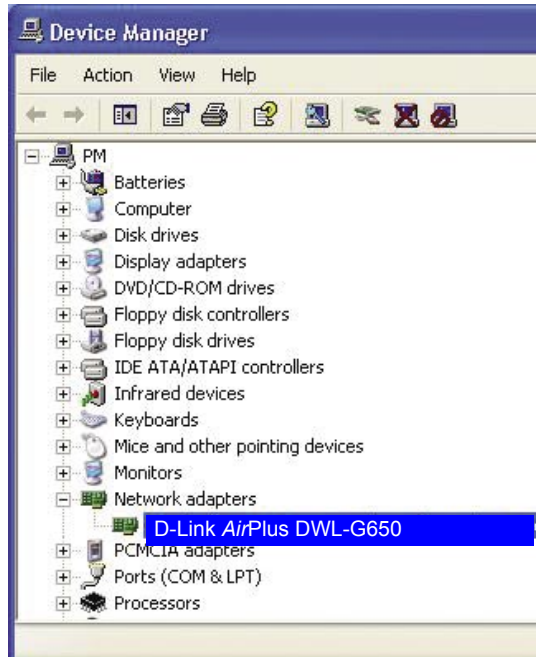 Device Manager
File Action View Help
PM
Batteries
Computer
Disk drives
Display adapters
DVD/CD-ROM drives
Floppy disk controllers
Floppy disk drives
IDE ATA/ATAPI controllers
Infrared devices
Keyboards
Mice and other pointing devices
Monitors
Network adapters
D-Link AirPlus DWL-G650
PCMCIA adapters
Ports (COM & LPT)
Processors